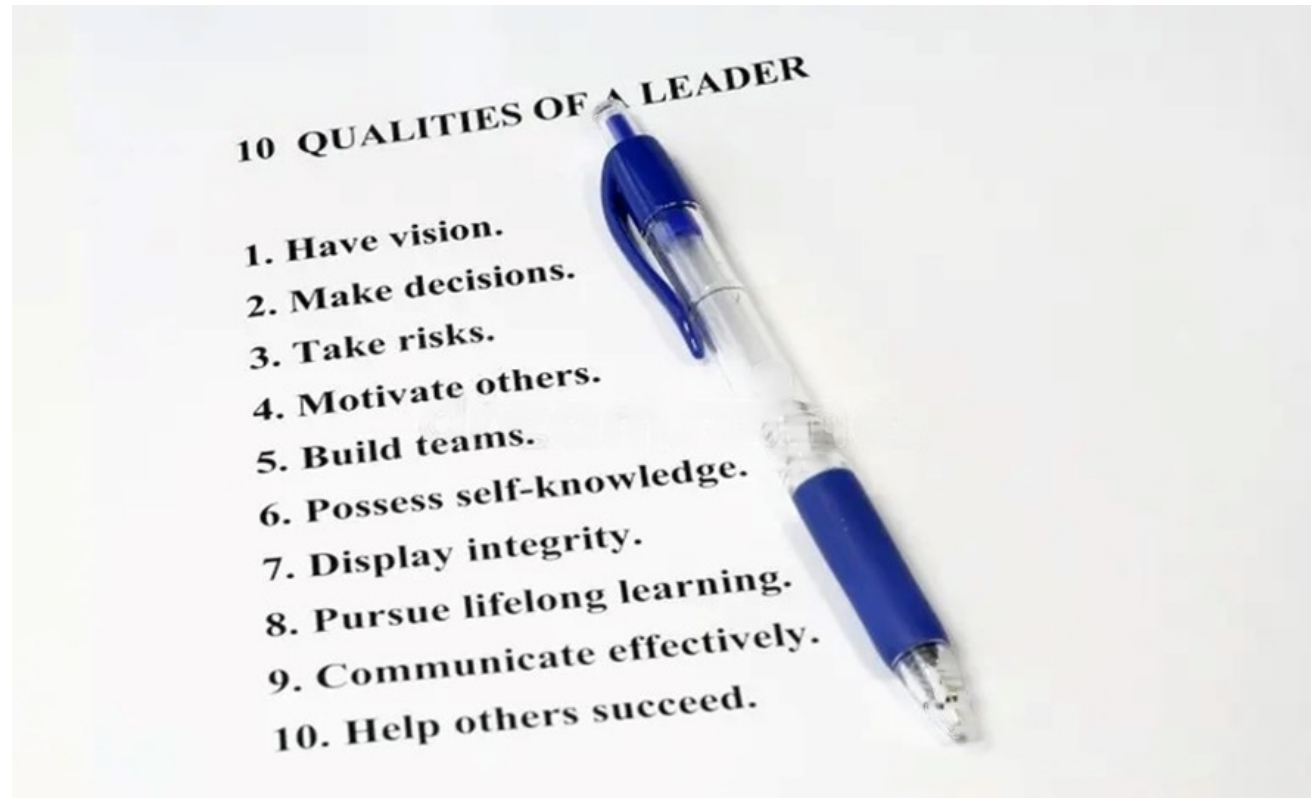 10 QUALITIES OF A LEADER
1. Have vision.
2. Make decisions.
3. Take risks.
4. Motivate others.
5. Build teams.
6. Possess self-knowledge.
7. Display integrity.
8. Pursue lifelong learning.
9. Communicate effectively.
10. Help others succeed.